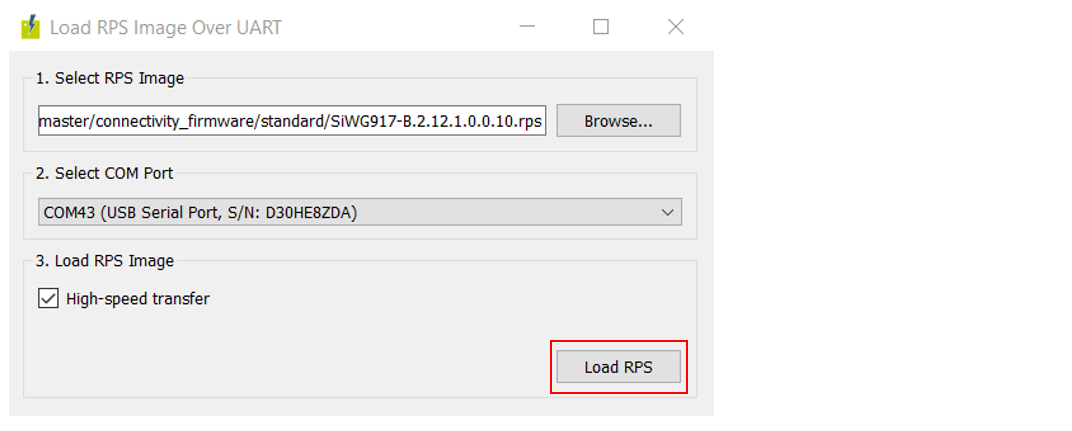 Load RPS Image Over UART
1. Select RPS Image
master/connectivity_firmware/standard/SiWG917-B.2.12.1.0.0.10.rps
Browse...
2. Select COM Port
COM43 (USB Serial Port, S/N: D30HE8ZDA)
3. Load RPS Image
High-speed transfer
Load RPS